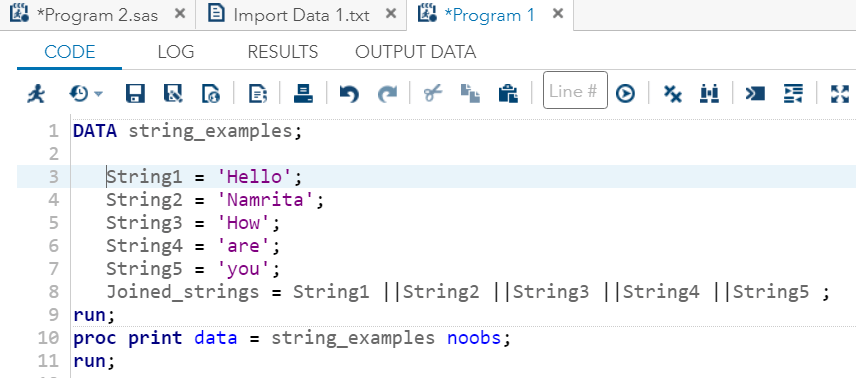 *Program 2.sas × Import Data 1.txt × *Program 1 ×
CODE LOG RESULTS OUTPUT DATA
Line #
1 DATA string_examples;
2
3 String1 = 'Hello';
4 String2 = 'Namrita';
5 String3 = 'How';
6 String4 = 'are';
7 String5 = 'you';
8 Joined_strings = String1 ||String2 ||String3 ||String4 ||String5 ;
9 run;
10 proc print data = string_examples noobs;
11 run;